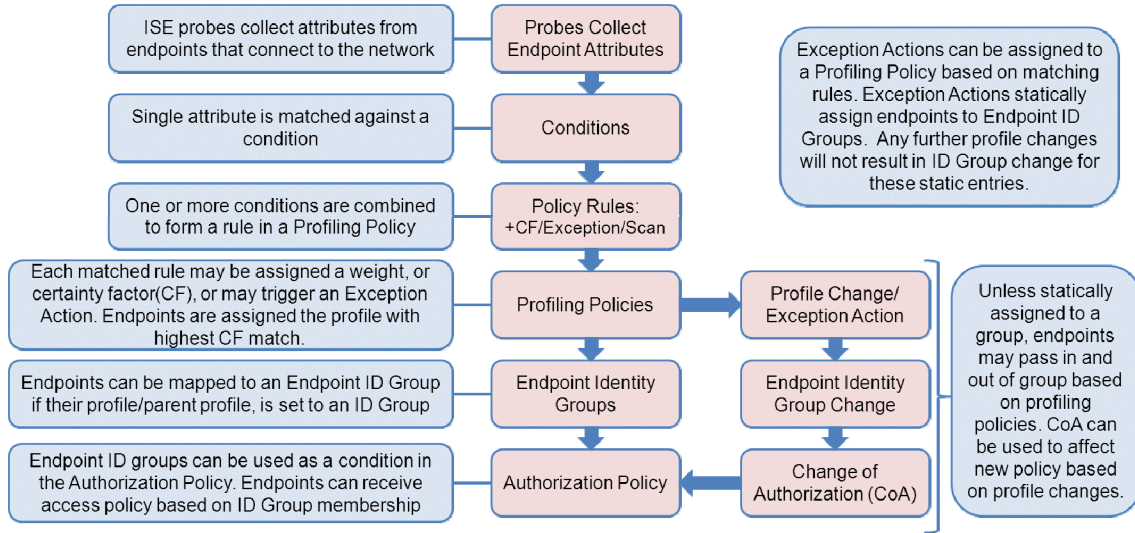 ISE probes collect attributes from
endpoints that connect to the network
Probes Collect
Endpoint Attributes
Exception Actions can be assigned to
a Profiling Policy based on matching
rules. Exception Actions statically
assign endpoints to Endpoint ID
Groups. Any further profile changes
will not result in ID Group change for
these static entries.
Single attribute is matched against a
condition
Conditions
One or more conditions are combined
to form a rule in a Profiling Policy
Policy Rules:
+CF/Exception/Scan
Each matched rule may be assigned a weight, or
certainty factor(CF), or may trigger an Exception
Action. Endpoints are assigned the profile with
highest CF match.
Profiling Policies
Profile Change/
Exception Action
Unless statically
assigned to a
group, endpoints
may pass in and
out of group based
on profiling
policies. CoA can
be used to affect
new policy based
on profile changes.
Endpoints can be mapped to an Endpoint ID Group
if their profile/parent profile, is set to an ID Group
Endpoint Identity
Groups
Endpoint Identity
Group Change
Endpoint ID groups can be used as a condition in
the Authorization Policy. Endpoints can receive
access policy based on ID Group membership
Authorization Policy
Change of
Authorization (CoA)